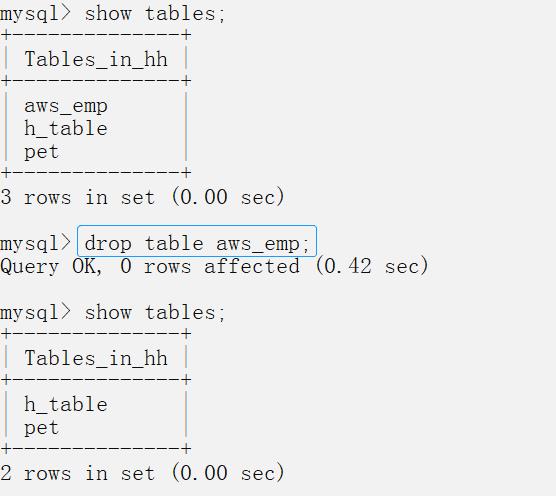 mysql> show tables;
+--------------+
| Tables_in_hh |
+--------------+
| aws_emp      |
| h_table      |
| pet          |
+--------------+
3 rows in set (0.00 sec)
mysql> drop table aws_emp;
Query OK, 0 rows affected (0.42 sec)
mysql> show tables;
+--------------+
| Tables_in_hh |
+--------------+
| h_table      |
| pet          |
+--------------+
2 rows in set (0.00 sec)